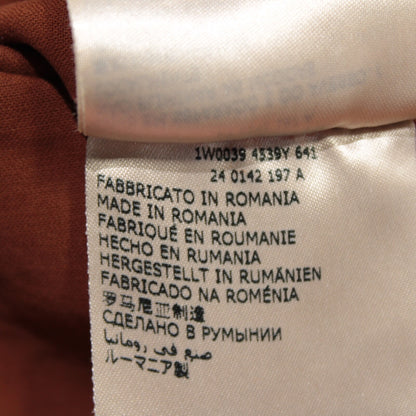 1W0039 4539Y 641
24 0142 197 A
FABBRICATO IN ROMANIA
MADE IN ROMANIA
FABRIQUÉ EN ROUMANIE
HECHO EN RUMANIA
HERGESTELLT IN RUMÄNIEN
FABRICADO NA ROMÉNIA
罗马尼亚制造
СДЕЛАНО В РУМЫНИИ
صنع في رومانيا
ルーマニア製